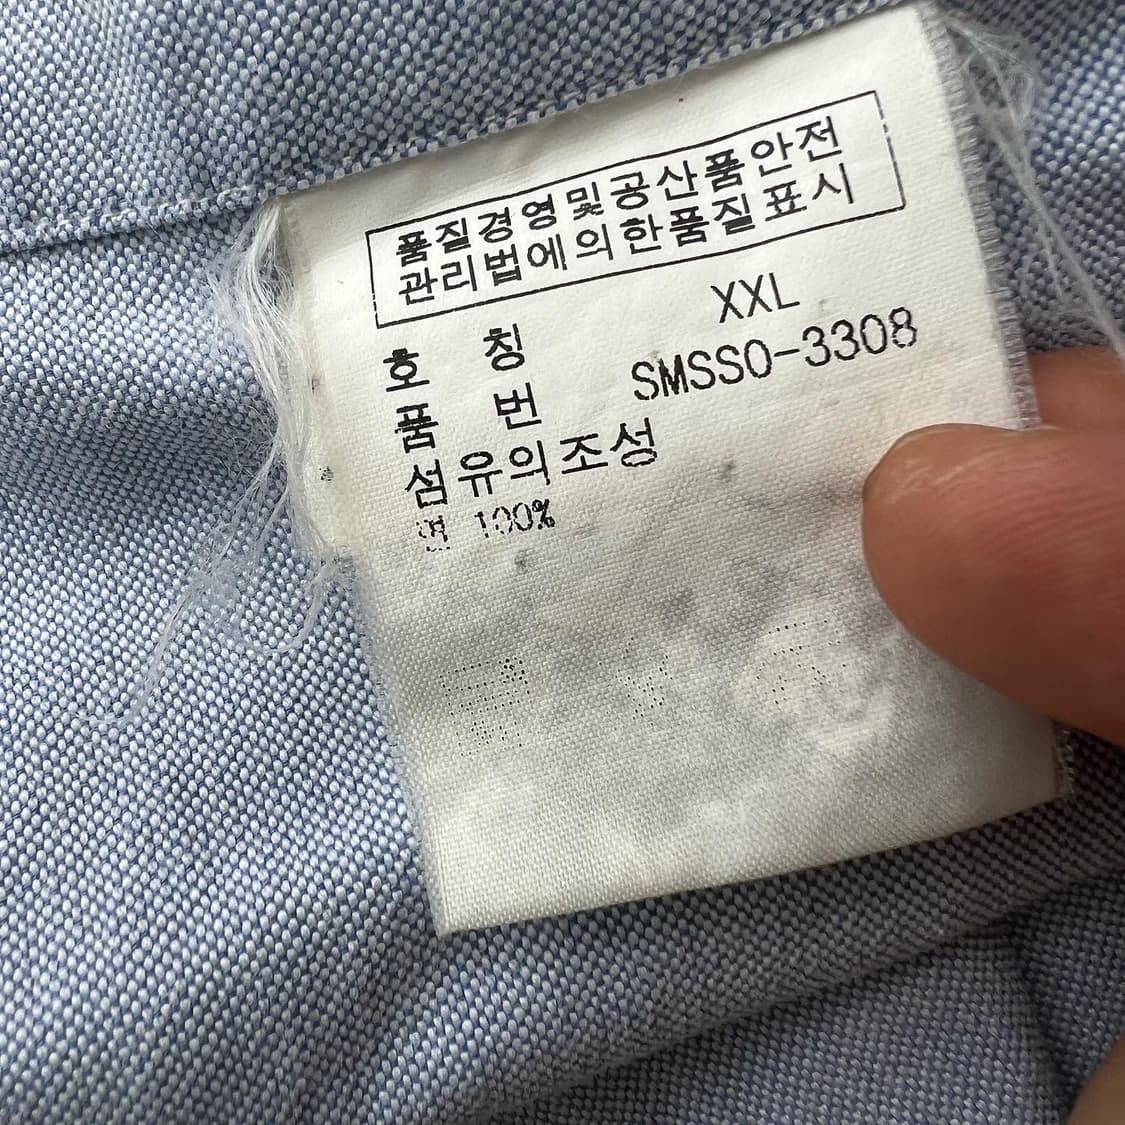 품질경영및공산품안전
관리법에의한품질표시
호 칭 XXL
품 번 SMSSO-3308
섬유의조성
면 100%